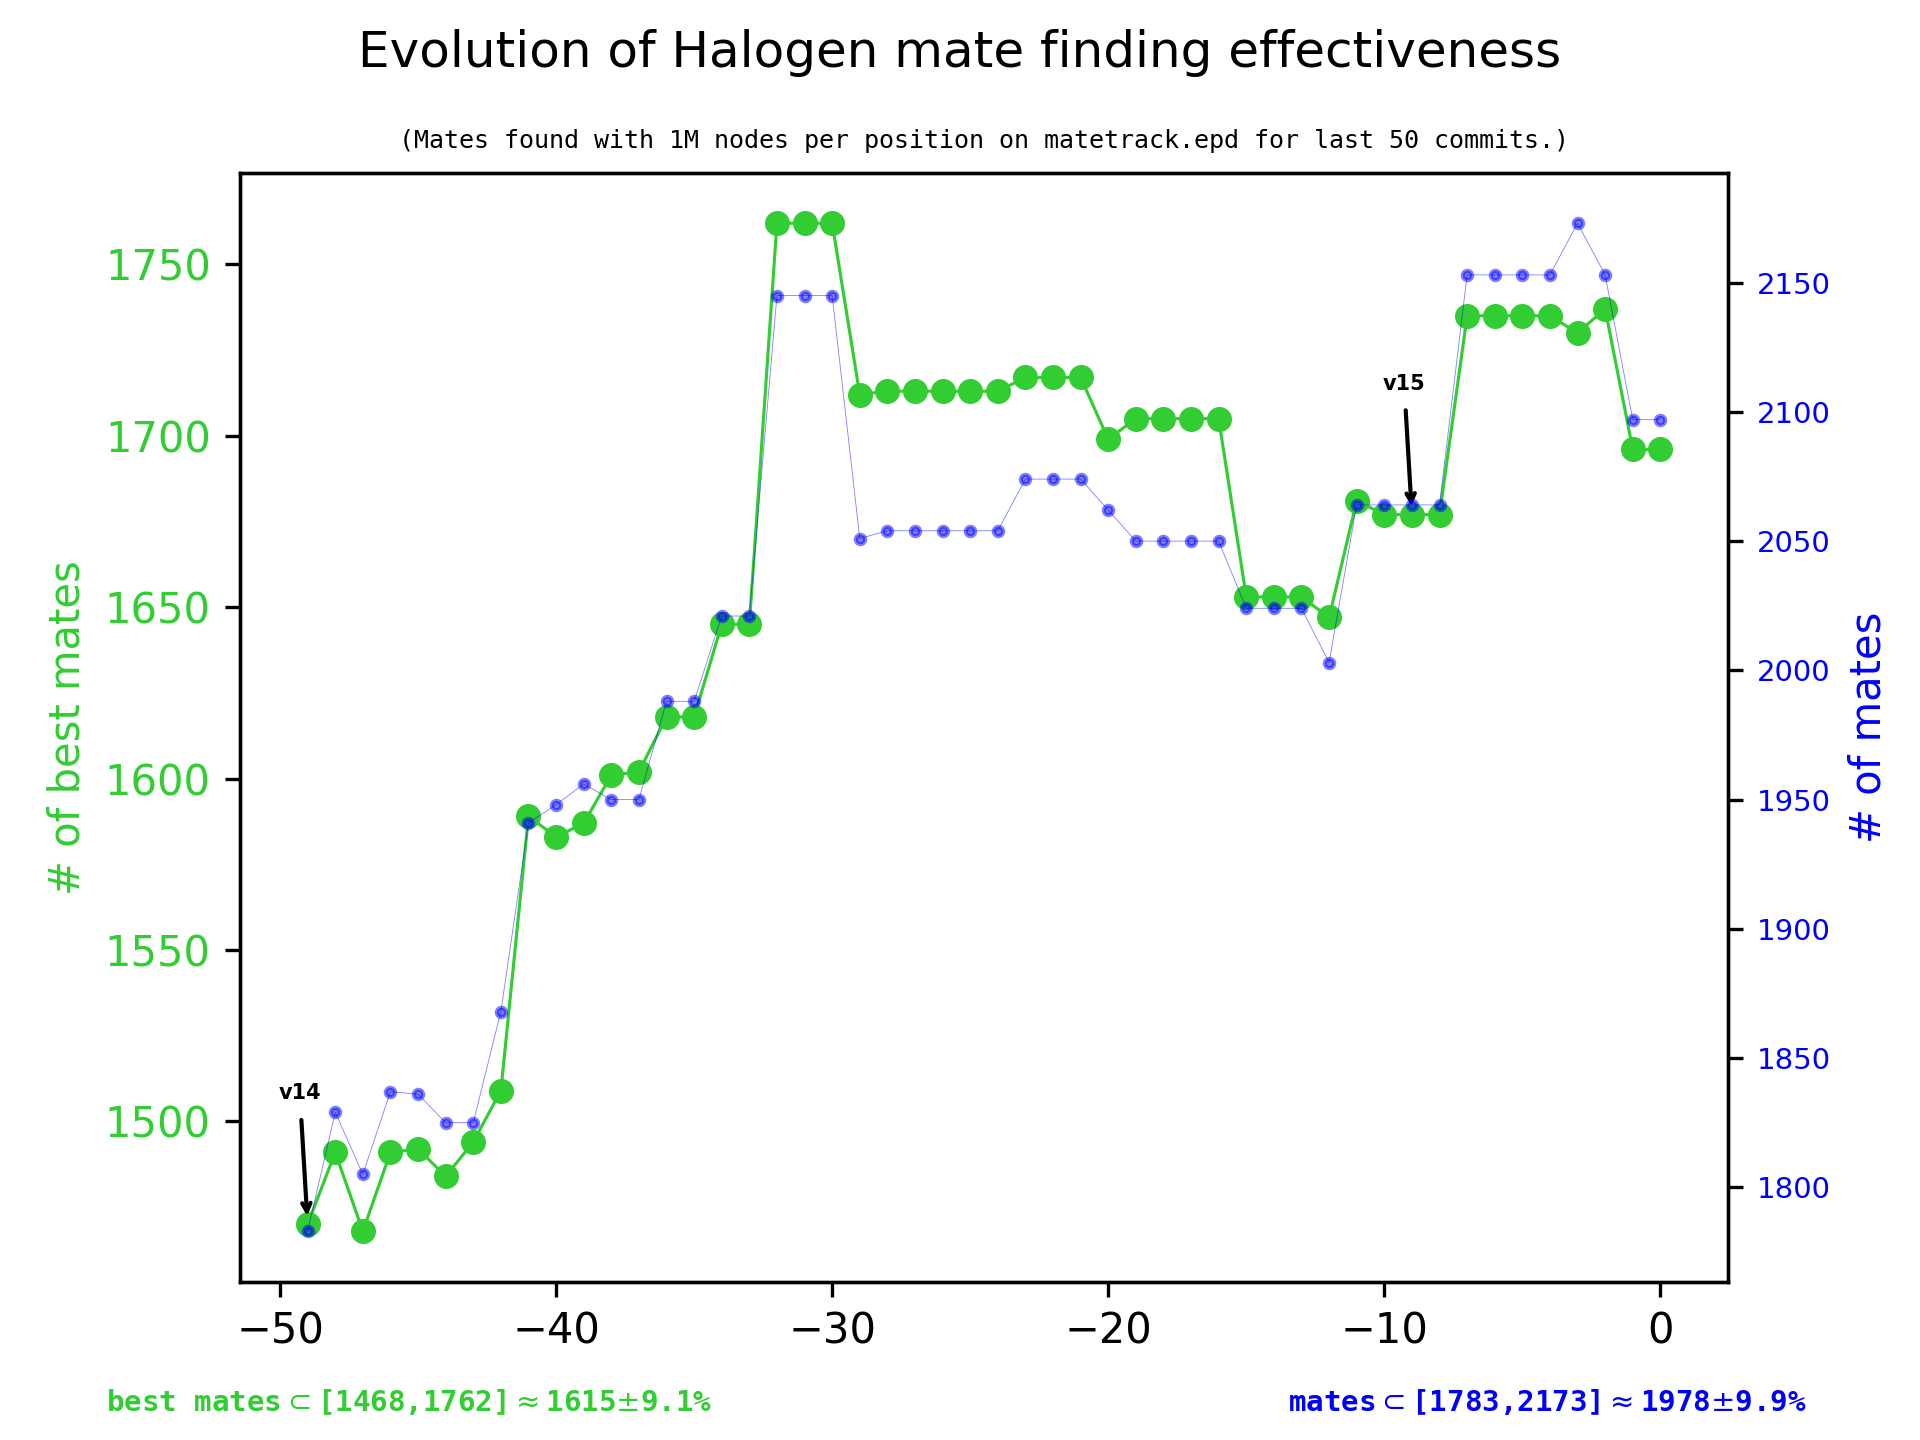 Evolution of Halogen mate finding effectiveness
(Mates found with 1M nodes per position on matetrack.epd for last 50 commits.)
# of best mates
1750
1700
1650
1600
1550
1500
v14
v15
2150
2100
2050
2000
1950
1900
1850
1800
# of mates
−50 −40 −30 −20 −10 0
best mates ⊂ [1468,1762] ≈ 1615±9.1%
mates ⊂ [1783,2173] ≈ 1978±9.9%